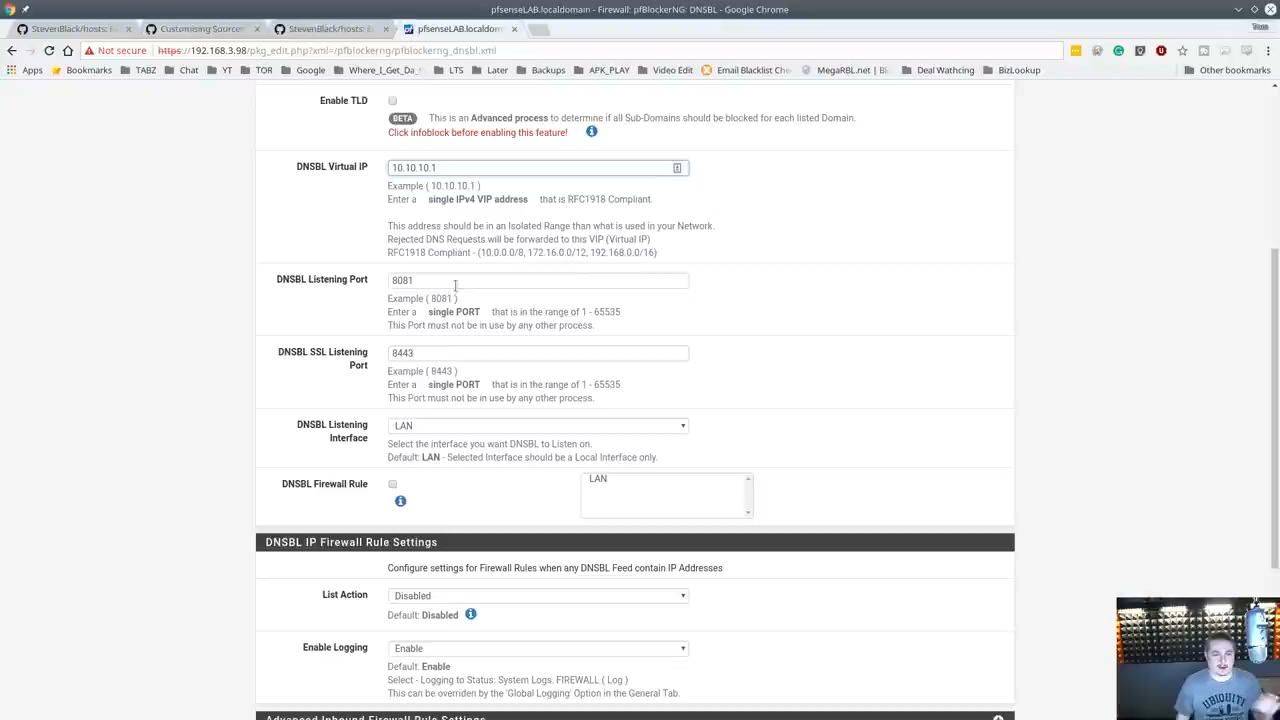 pfsenseLAB.localdomain - Firewall: pfBlockerNG: DNSBL - Google Chrome
StevenBlack/hosts: E
Customising Source
StevenBlack/hosts: E
pfsenseLAB.locald
Tom
Not secure https://192.168.3.98/pkg_edit.php?xml=/pfblockerng/pfblockerng_dnsbl.xml
Apps Bookmarks TABZ Chat YT TOR Google Where_I_Get_Da_ LTS Later Backups APK_PLAY Video Edit Email Blacklist Che MegaRBL.net | Bl Deal Wathcing BizLookup Other bookmarks
Enable TLD
BETA This is an Advanced process to determine if all Sub-Domains should be blocked for each listed Domain.
Click infoblock before enabling this feature!
DNSBL Virtual IP
10.10.10.1
Example ( 10.10.10.1 )
Enter a single IPv4 VIP address that is RFC1918 Compliant.
This address should be in an Isolated Range than what is used in your Network.
Rejected DNS Requests will be forwarded to this VIP (Virtual IP)
RFC1918 Compliant - (10.0.0.0/8, 172.16.0.0/12, 192.168.0.0/16)
DNSBL Listening Port
8081
Example ( 8081 )
Enter a single PORT that is in the range of 1 - 65535
This Port must not be in use by any other process.
DNSBL SSL Listening
Port
8443
Example ( 8443 )
Enter a single PORT that is in the range of 1 - 65535
This Port must not be in use by any other process.
DNSBL Listening
Interface
LAN
Select the interface you want DNSBL to Listen on.
Default: LAN - Selected Interface should be a Local Interface only.
DNSBL Firewall Rule
LAN
DNSBL IP Firewall Rule Settings
Configure settings for Firewall Rules when any DNSBL Feed contain IP Addresses
List Action
Disabled
Default: Disabled
Enable Logging
Enable
Default: Enable
Select - Logging to Status: System Logs. FIREWALL ( Log )
This can be overriden by the 'Global Logging' Option in the General Tab.
Advanced Inbound Firewall Rule Settings
UBIQUITI